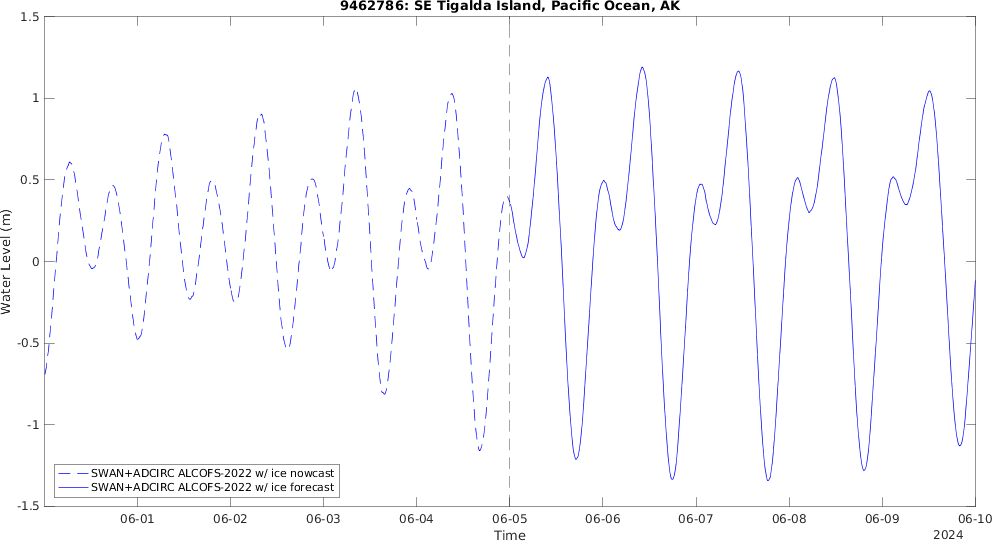 9462786: SE Tigalda Island, Pacific Ocean, AK
1.5
1
0.5
0
-0.5
-1
-1.5
Water Level (m)
SWAN+ADCIRC ALCOFS-2022 w/ ice nowcast
SWAN+ADCIRC ALCOFS-2022 w/ ice forecast
06-01 06-02 06-03 06-04 06-05 06-06 06-07 06-08 06-09 06-10
Time
2024